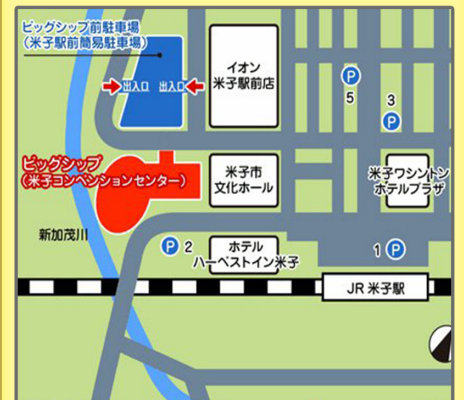 ビッグシップ前駐車場
(米子駅前簡易駐車場)
出入口
出入口
イオン
米子駅前店
P
5
3
P
ビッグシップ
(米子コンベンションセンター)
米子市
文化ホール
米子ワシントン
ホテルプラザ
新加茂川
P 2
ホテル
ハーベストイン米子
1 P
JR 米子駅